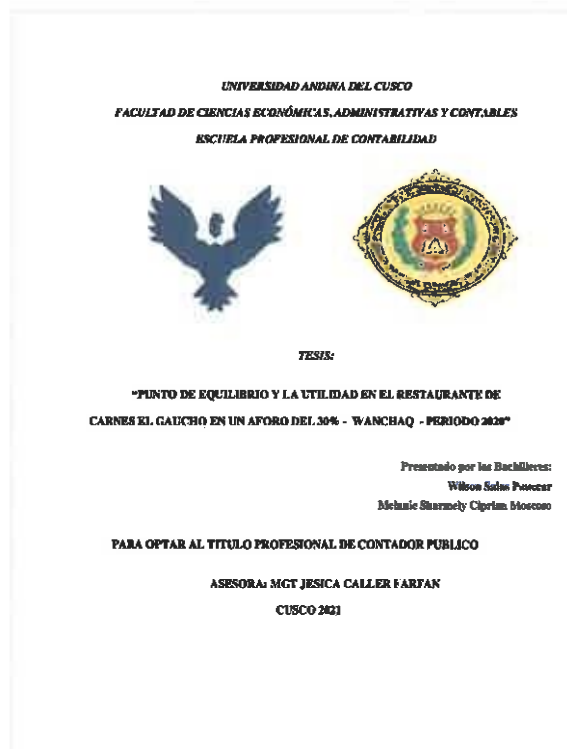 UNIVERSIDAD ANDINA DEL CUSCO
FACULTAD DE CIENCIAS ECONÓMICAS, ADMINISTRATIVAS Y CONTABLES
ESCUELA PROFESIONAL DE CONTABILIDAD
TESIS:
“PUNTO DE EQUILIBRIO Y LA UTILIDAD EN EL RESTAURANTE DE
CARNES EL GAUCHO EN UN AFORO DEL 30% - WANCHAQ - PERIODO 2020”
Presentado por las Bachilleres:
Wilson Salas
Melanie Sharmely Ciprian Moscoso
PARA OPTAR AL TITULO PROFESIONAL DE CONTADOR PUBLICO
ASESORA: MGT JESICA CALLER FARFAN
CUSCO 2021